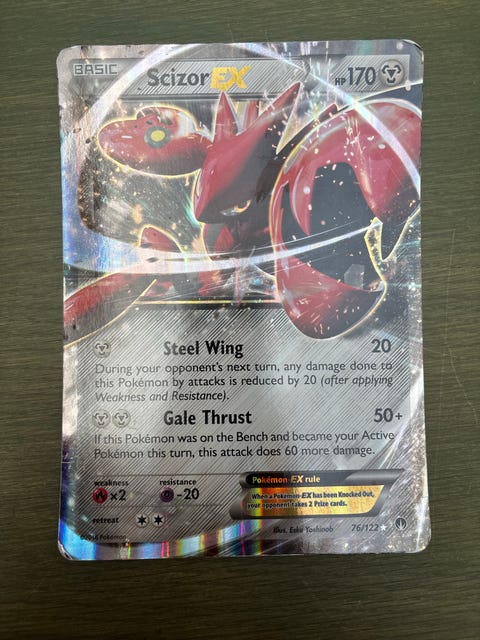 BASIC
Scizor EX
HP 170
Steel Wing 20
During your opponent's next turn, any damage done to
this Pokémon by attacks is reduced by 20 (after applying
Weakness and Resistance).
Gale Thrust 50+
If this Pokémon was on the Bench and became your Active
Pokémon this turn, this attack does 60 more damage.
weakness resistance
×2 -20
retreat
Pokémon EX rule
When a Pokémon-EX has been Knocked Out,
your opponent takes 2 Prize cards.
©2016 Pokémon
Illus. Eske Yoshinob
76/122